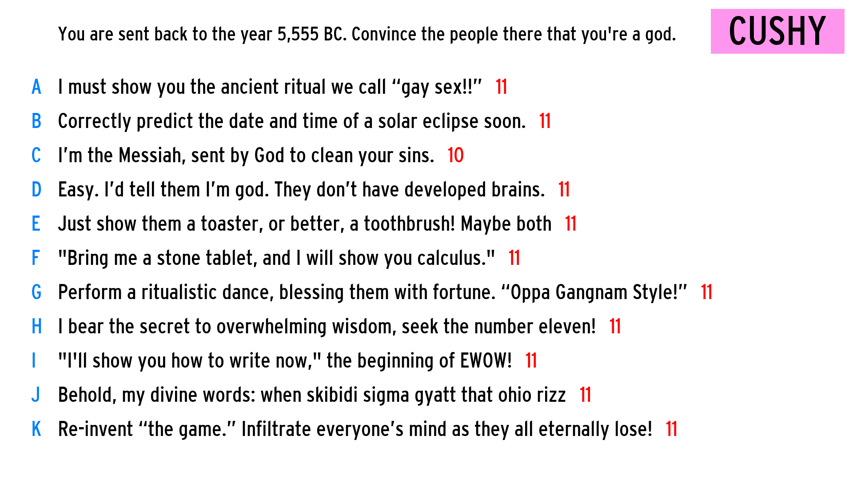 You are sent back to the year 5,555 BC. Convince the people there that you're a god.
CUSHY
A I must show you the ancient ritual we call “gay sex!!” 11
B Correctly predict the date and time of a solar eclipse soon. 11
C I’m the Messiah, sent by God to clean your sins. 10
D Easy. I’d tell them I’m god. They don’t have developed brains. 11
E Just show them a toaster, or better, a toothbrush! Maybe both 11
F "Bring me a stone tablet, and I will show you calculus." 11
G Perform a ritualistic dance, blessing them with fortune. “Oppa Gangnam Style!” 11
H I bear the secret to overwhelming wisdom, seek the number eleven! 11
I "I'll show you how to write now," the beginning of EWOW! 11
J Behold, my divine words: when skibidi sigma gyatt that ohio rizz 11
K Re-invent “the game.” Infiltrate everyone’s mind as they all eternally lose! 11